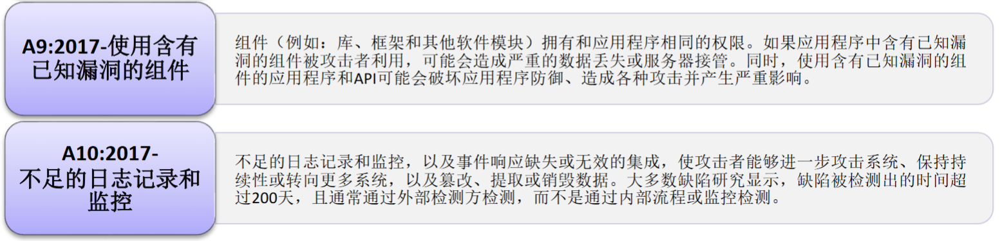 A9:2017-使用含有
已知漏洞的组件
组件（例如：库、框架和其他软件模块）拥有和应用程序相同的权限。如果应用程序中含有已知漏
洞的组件被攻击者利用，可能会造成严重的数据丢失或服务器接管。同时，使用含有已知漏洞的组
件的应用程序和API可能会破坏应用程序防御、造成各种攻击并产生严重影响。
A10:2017-
不足的日志记录和
监控
不足的日志记录和监控，以及事件响应缺失或无效的集成，使攻击者能够进一步攻击系统、保持持
续性或转向更多系统，以及篡改、提取或销毁数据。大多数缺陷研究显示，缺陷被检测出的时间超
过200天，且通常通过外部检测方检测，而不是通过内部流程或监控检测。